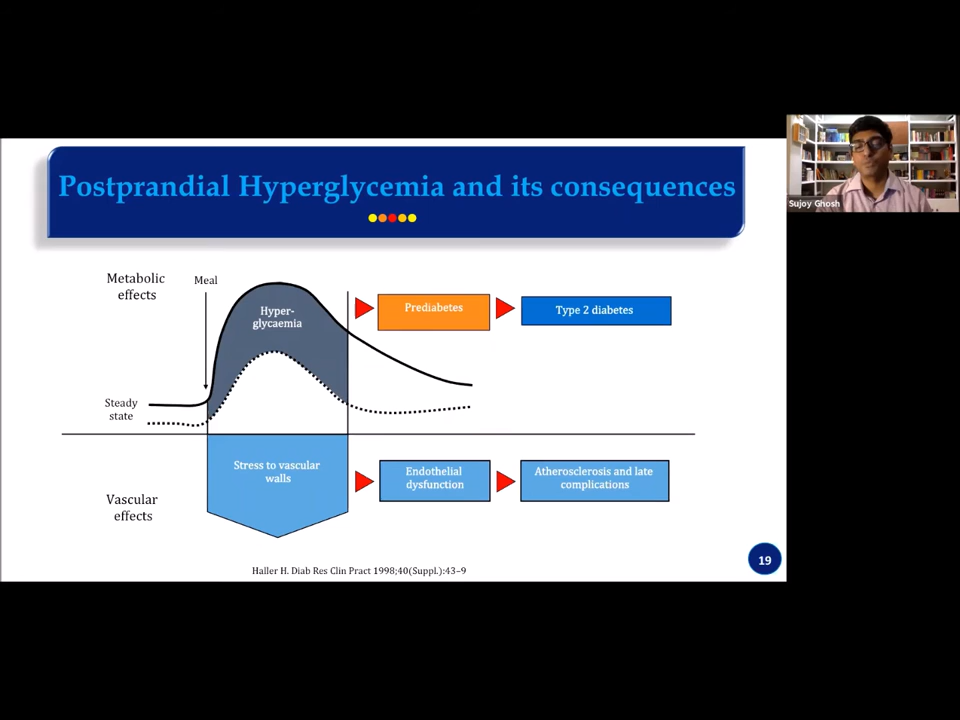 Postprandial Hyperglycemia and its consequences
Sujoy Ghosh
Metabolic
effects
Meal
Hyper-
glycaemia
Prediabetes
Type 2 diabetes
Steady
state
Stress to vascular
walls
Endothelial
dysfunction
Atherosclerosis and late
complications
Vascular
effects
19
Haller H. Diab Res Clin Pract 1998;40(Suppl.):43–9